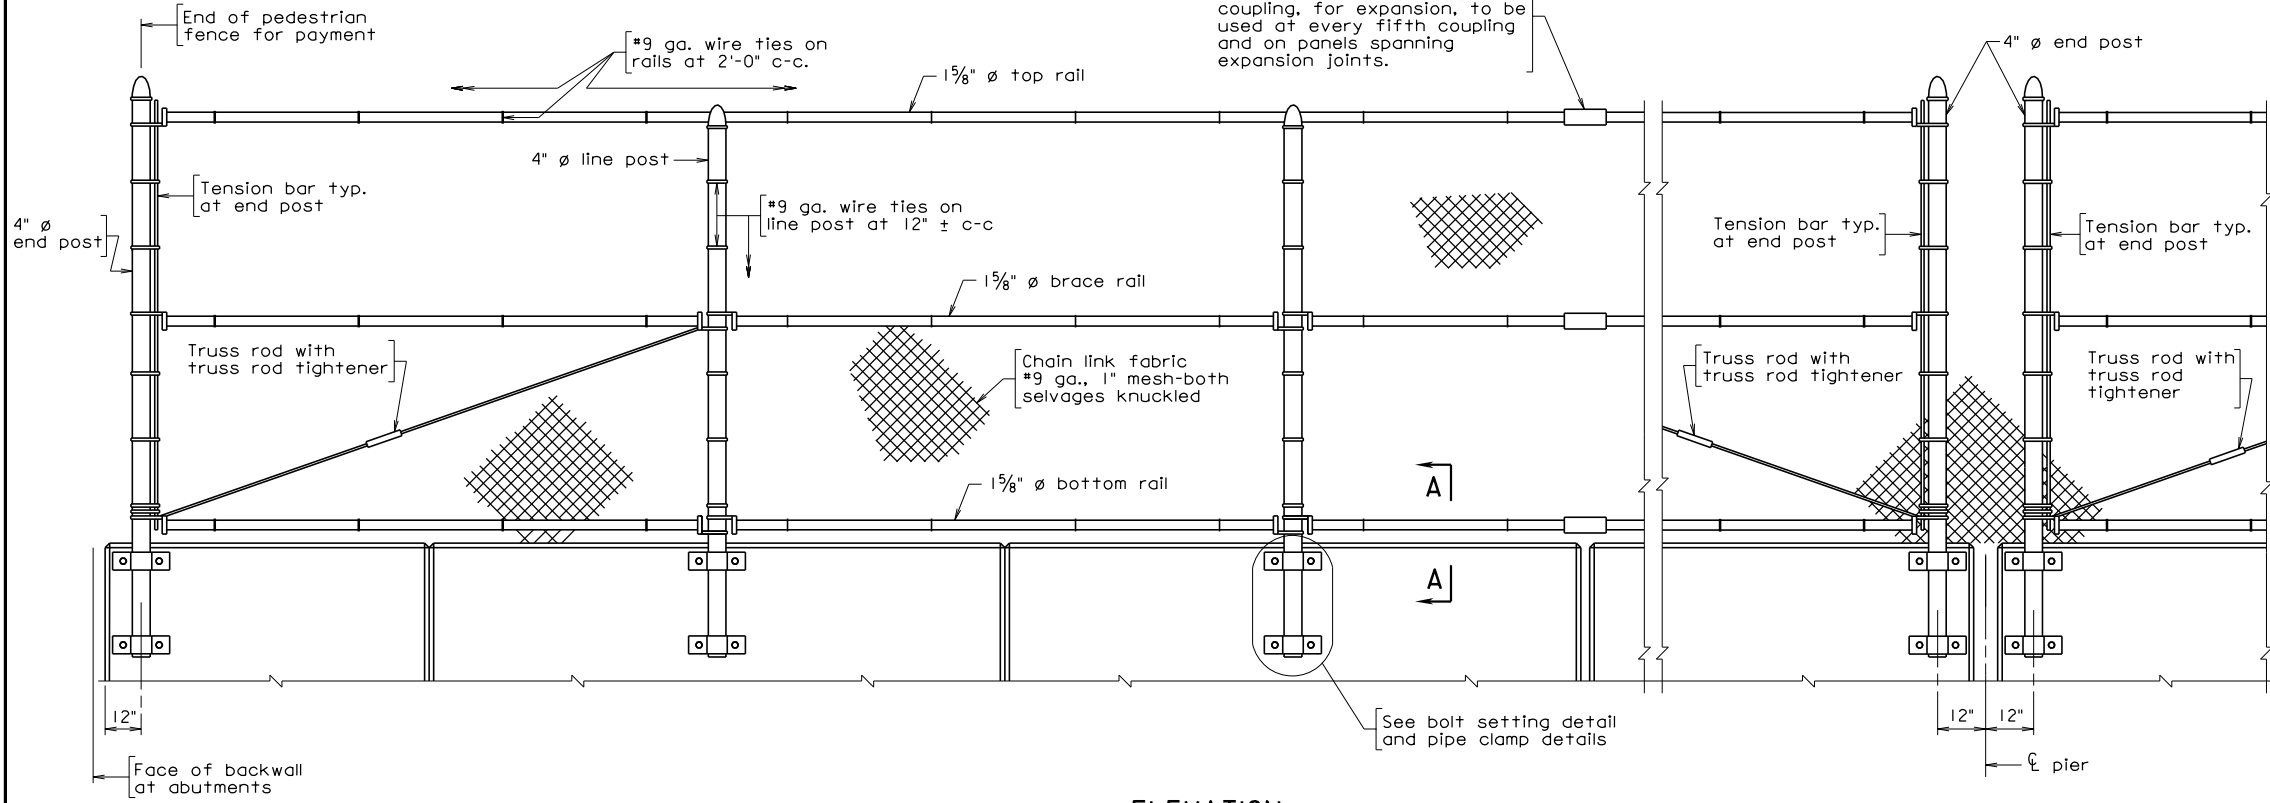 End of pedestrian
fence for payment
#9 ga. wire ties on
rails at 2'-0" c-c.
1⅝" ø top rail
coupling, for expansion, to be
used at every fifth coupling
and on panels spanning
expansion joints.
4" ø end post
4" ø line post
Tension bar typ.
at end post
4" ø
end post
#9 ga. wire ties on
line post at 12" ± c-c
Tension bar typ.
at end post
Tension bar typ.
at end post
1⅝" ø brace rail
Truss rod with
truss rod tightener
Chain link fabric
#9 ga., 1" mesh-both
selvages knuckled
Truss rod with
truss rod tightener
Truss rod with
truss rod
tightener
1⅝" ø bottom rail
A
A
12"
See bolt setting detail
and pipe clamp details
12"
12"
Face of backwall
at abutments
℄ pier
ELEVATION